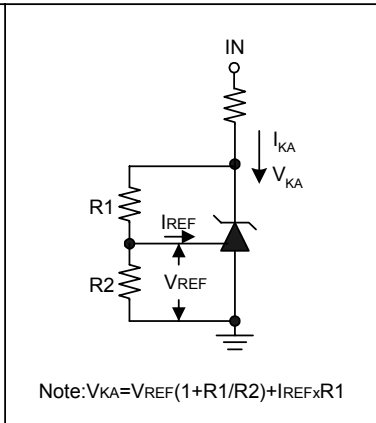 IN
IKA
VKA
R1
IREF
R2
VREF
Note:VKA=VREF(1+R1/R2)+IREFxR1